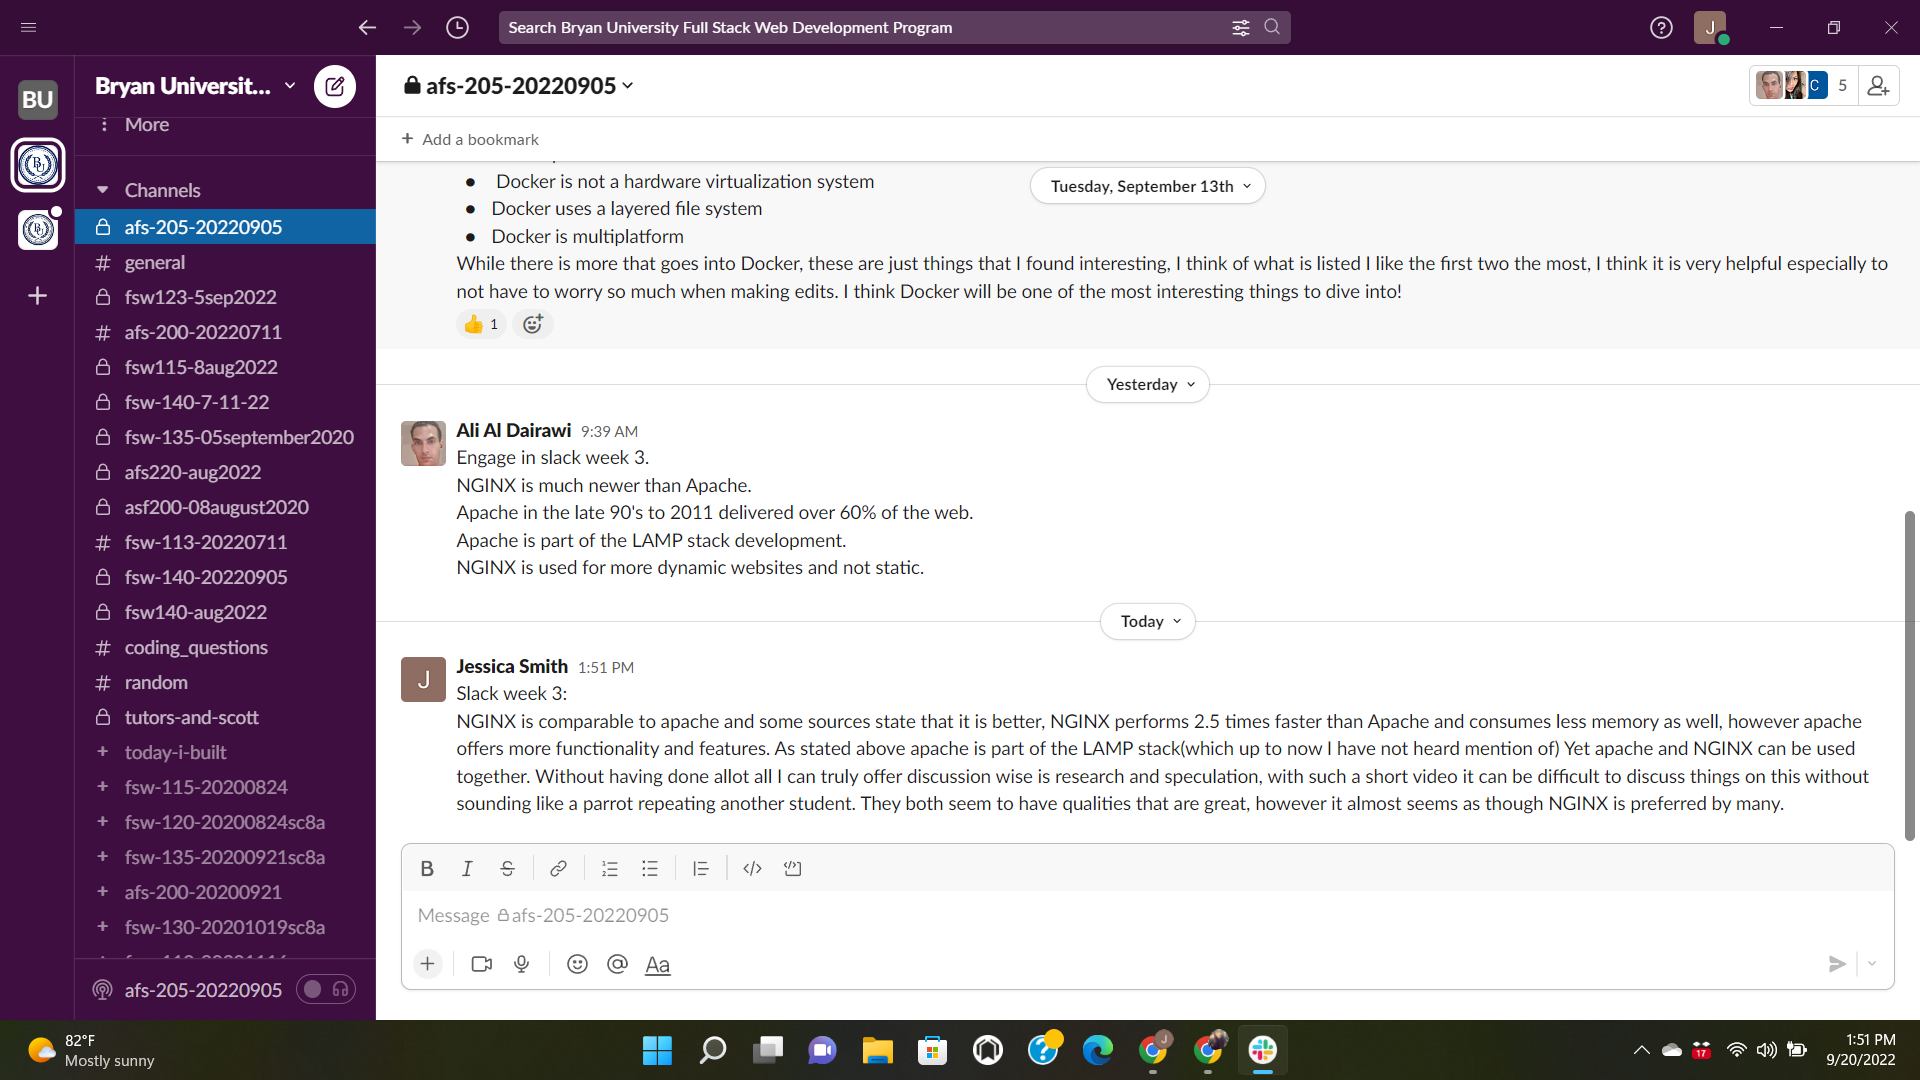 Search Bryan University Full Stack Web Development Program
J
BU
Bryan Universit...
More
Channels
afs-205-20220905
general
fsw123-5sep2022
afs-200-20220711
fsw115-8aug2022
fsw-140-7-11-22
fsw-135-05september2020
afs220-aug2022
asf200-08august2020
fsw-113-20220711
fsw-140-20220905
fsw140-aug2022
coding_questions
random
tutors-and-scott
today-i-built
fsw-115-20200824
fsw-120-20200824sc8a
fsw-135-20200921sc8a
afs-200-20200921
fsw-130-20201019sc8a
afs-205-20220905
afs-205-20220905
C
5
+ Add a bookmark
Tuesday, September 13th
• Docker is not a hardware virtualization system
• Docker uses a layered file system
• Docker is multiplatform
While there is more that goes into Docker, these are just things that I found interesting, I think of what is listed I like the first two the most, I think it is very helpful especially to
not have to worry so much when making edits. I think Docker will be one of the most interesting things to dive into!
👍 1
Yesterday
Ali Al Dairawi 9:39 AM
Engage in slack week 3.
NGINX is much newer than Apache.
Apache in the late 90's to 2011 delivered over 60% of the web.
Apache is part of the LAMP stack development.
NGINX is used for more dynamic websites and not static.
Today
J
Jessica Smith 1:51 PM
Slack week 3:
NGINX is comparable to apache and some sources state that it is better, NGINX performs 2.5 times faster than Apache and consumes less memory as well, however apache
offers more functionality and features. As stated above apache is part of the LAMP stack(which up to now I have not heard mention of) Yet apache and NGINX can be used
together. Without having done allot all I can truly offer discussion wise is research and speculation, with such a short video it can be difficult to discuss things on this without
sounding like a parrot repeating another student. They both seem to have qualities that are great, however it almost seems as though NGINX is preferred by many.
B I S
Message afs-205-20220905
Aa
82°F
Mostly sunny
J
17
1:51 PM
9/20/2022